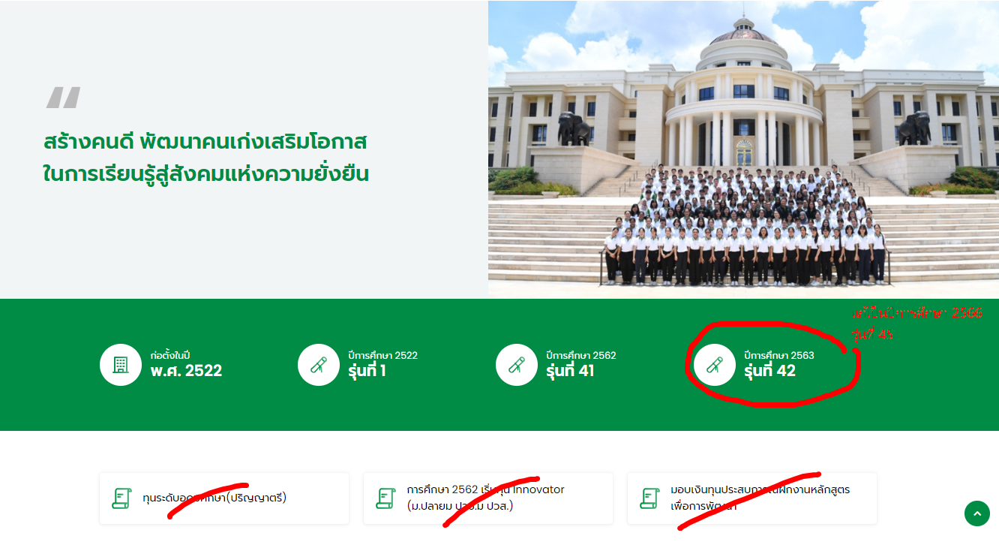 สร้างคนดี พัฒนาคนเก่งเสริมโอกาส
ในการเรียนรู้สู่สังคมแห่งความยั่งยืน
แก้เป็นปีการศึกษา 2566
รุ่นที่ 45
ก่อตั้งในปี
พ.ศ. 2522
ปีการศึกษา 2522
รุ่นที่ 1
ปีการศึกษา 2562
รุ่นที่ 41
ปีการศึกษา 2563
รุ่นที่ 42
ทุนระดับอุดมศึกษา(ปริญญาตรี)
การศึกษา 2562 เริ่มทุน Innovator
(ม.ปลายม ปวช.ม ปวส.)
มอบเงินทุนประสบการณ์ฝึกงานหลักสูตร
เพื่อการพัฒนา